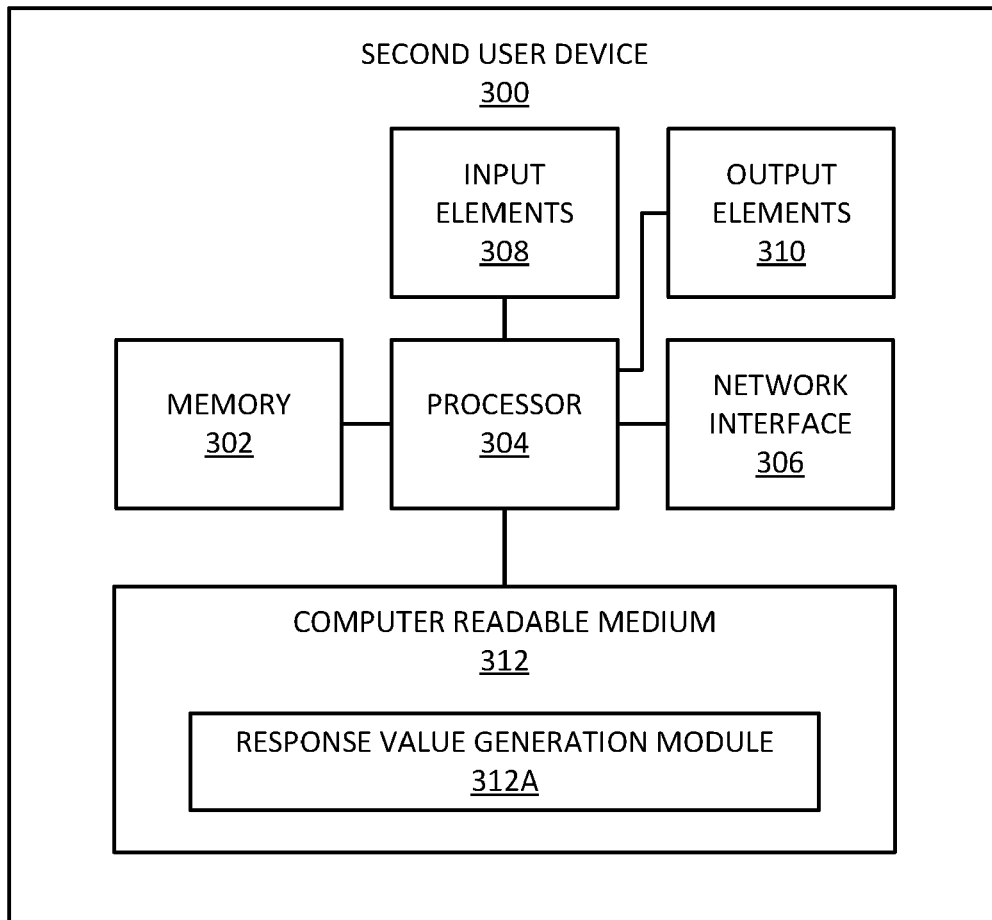 SECOND USER DEVICE
300
INPUT
ELEMENTS
308
OUTPUT
ELEMENTS
310
MEMORY
302
PROCESSOR
304
NETWORK
INTERFACE
306
COMPUTER READABLE MEDIUM
312
RESPONSE VALUE GENERATION MODULE
312A